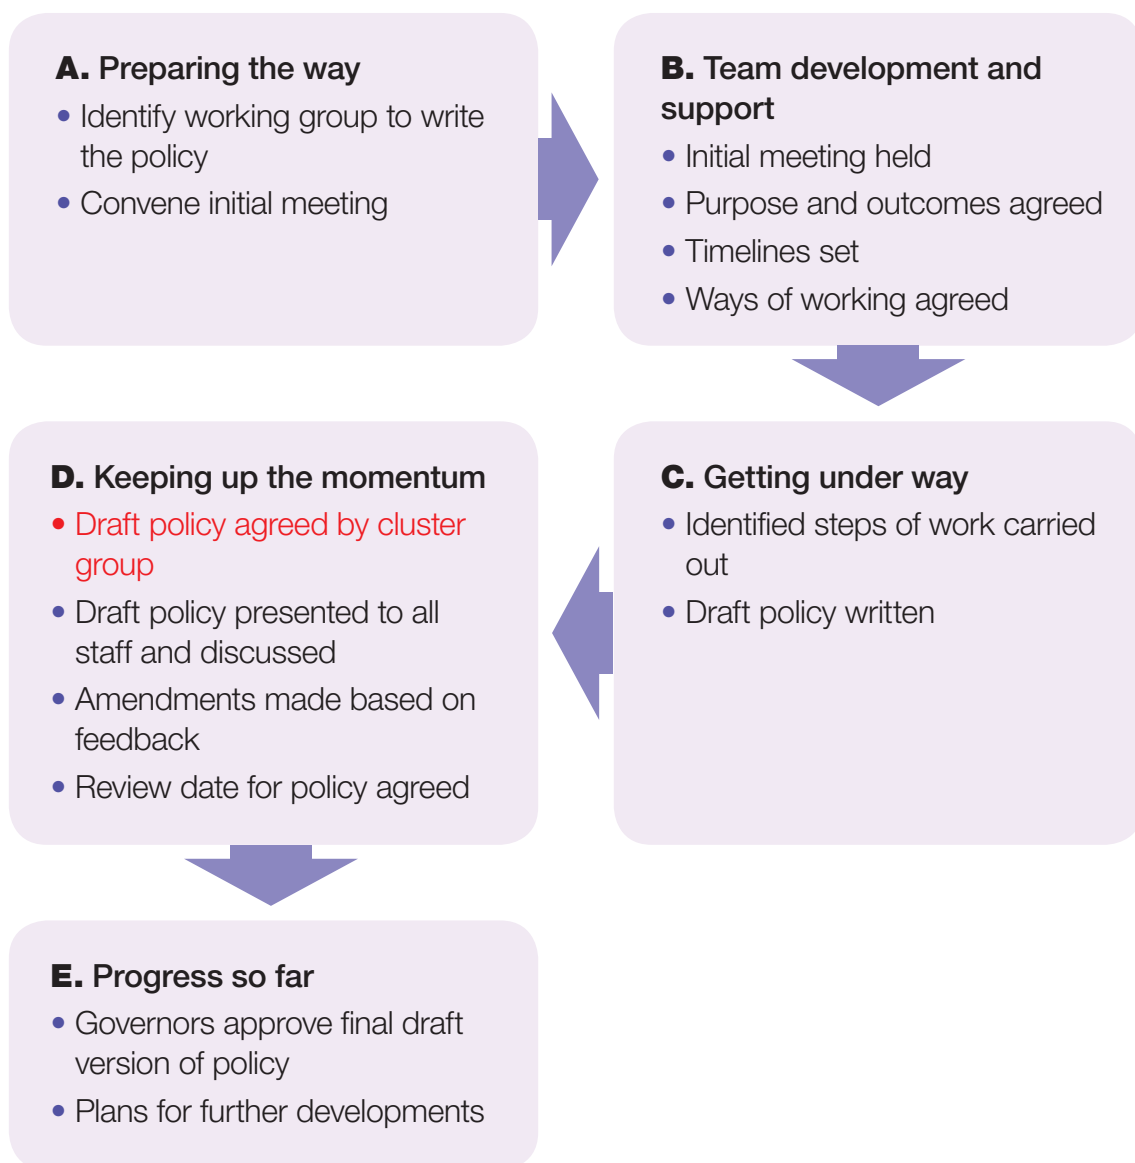 A. Preparing the way
• Identify working group to write
the policy
• Convene initial meeting
B. Team development and
support
• Initial meeting held
• Purpose and outcomes agreed
• Timelines set
• Ways of working agreed
C. Getting under way
• Identified steps of work carried
out
• Draft policy written
D. Keeping up the momentum
• Draft policy agreed by cluster
group
• Draft policy presented to all
staff and discussed
• Amendments made based on
feedback
• Review date for policy agreed
E. Progress so far
• Governors approve final draft
version of policy
• Plans for further developments